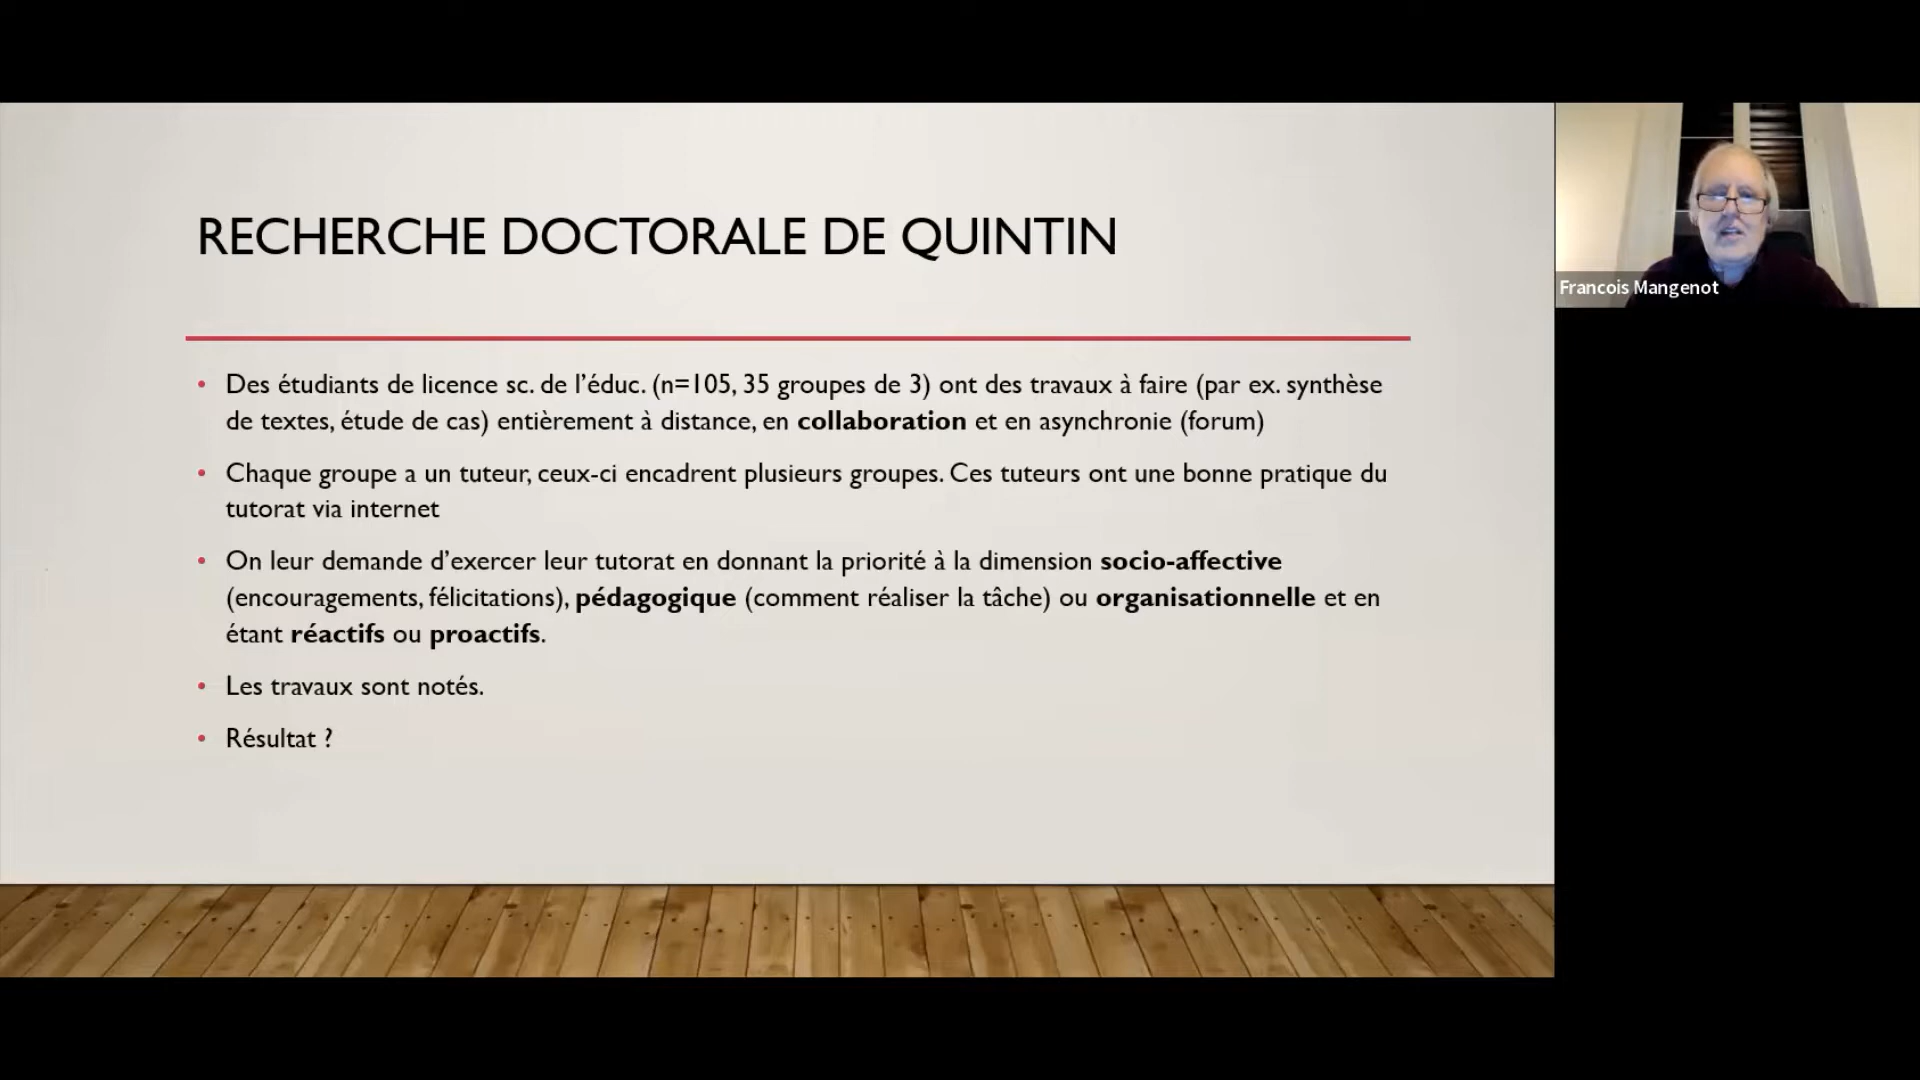 RECHERCHE DOCTORALE DE QUINTIN
• Des étudiants de licence sc. de l'éduc. (n=105, 35 groupes de 3) ont des travaux à faire (par ex. synthèse
de textes, étude de cas) entièrement à distance, en collaboration et en asynchronie (forum)
• Chaque groupe a un tuteur, ceux-ci encadrent plusieurs groupes. Ces tuteurs ont une bonne pratique du
tutorat via internet
• On leur demande d'exercer leur tutorat en donnant la priorité à la dimension socio-affective
(encouragements, félicitations), pédagogique (comment réaliser la tâche) ou organisationnelle et en
étant réactifs ou proactifs.
• Les travaux sont notés.
• Résultat ?
Francois Mangenot